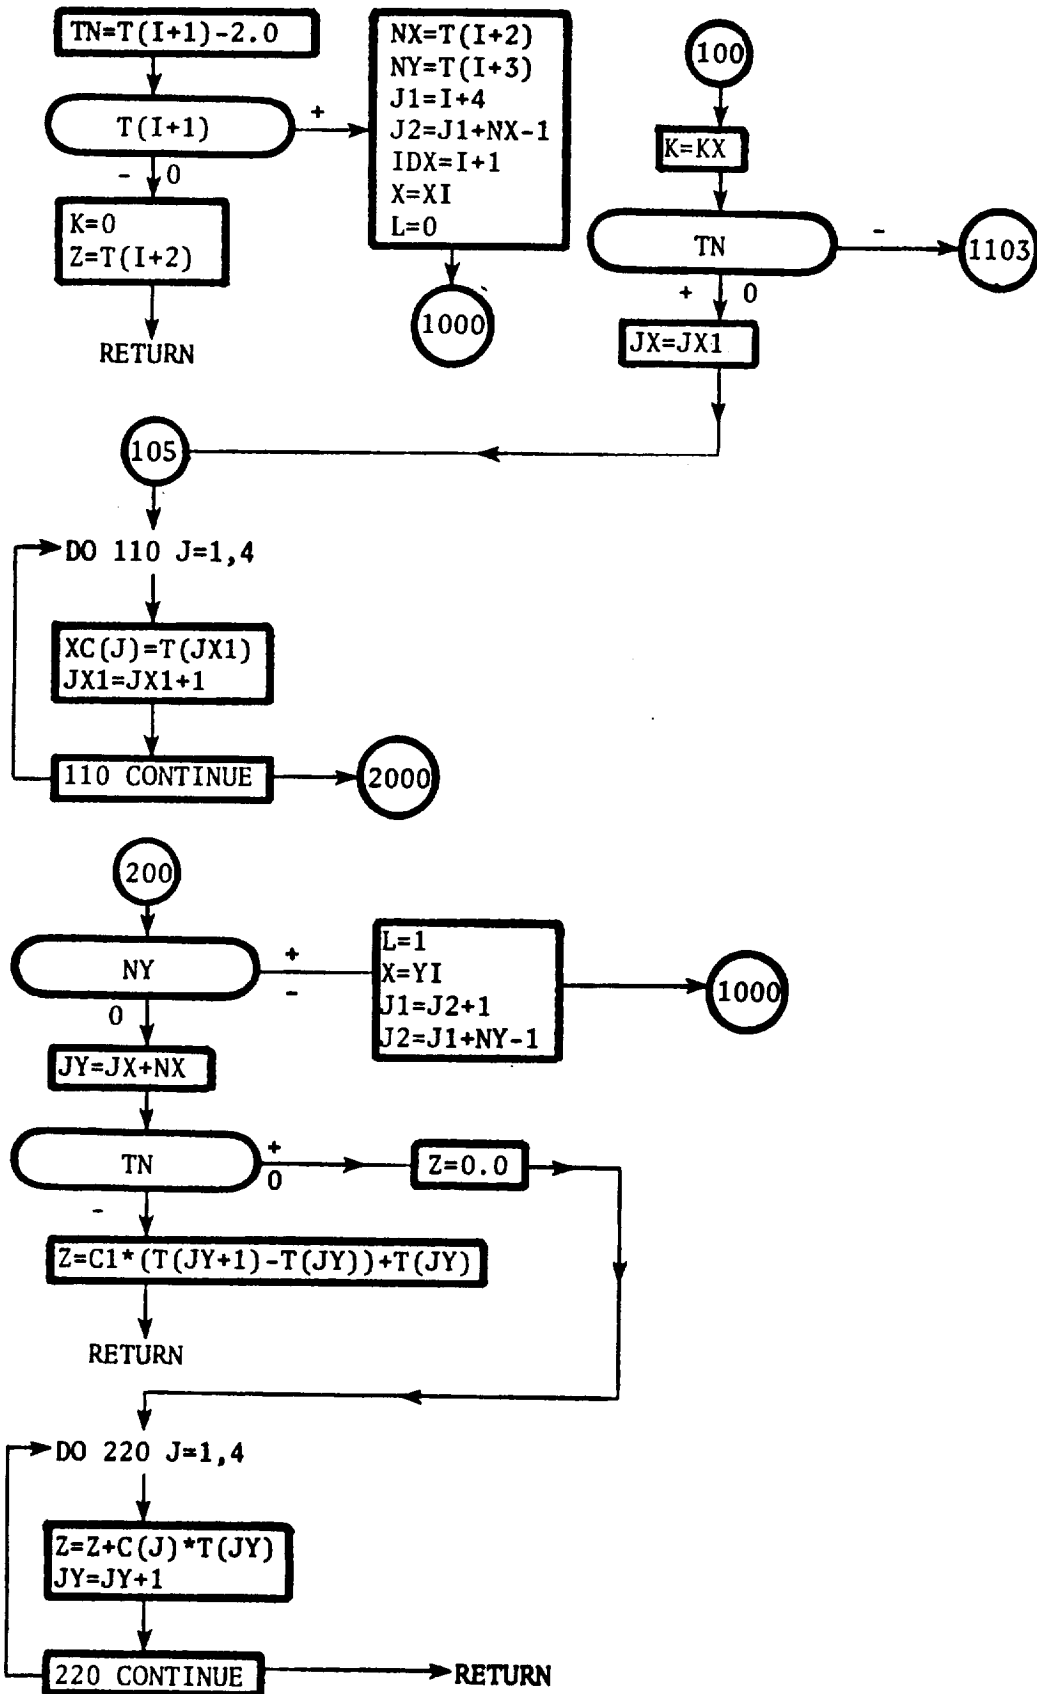 TN=T(I+1)-2.0
T(I+1)
+
- 0
K=0
Z=T(I+2)
RETURN
NX=T(I+2)
NY=T(I+3)
J1=I+4
J2=J1+NX-1
IDX=I+1
X=XI
L=0
1000
100
K=KX
TN
-
1103
+ 0
JX=JX1
105
DO 110 J=1,4
XC(J)=T(JX1)
JX1=JX1+1
110 CONTINUE
2000
200
NY
+
-
0
L=1
X=YI
J1=J2+1
J2=J1+NY-1
1000
JY=JX+NX
TN
+
0
Z=0.0
-
Z=C1*(T(JY+1)-T(JY))+T(JY)
RETURN
DO 220 J=1,4
Z=Z+C(J)*T(JY)
JY=JY+1
220 CONTINUE
RETURN